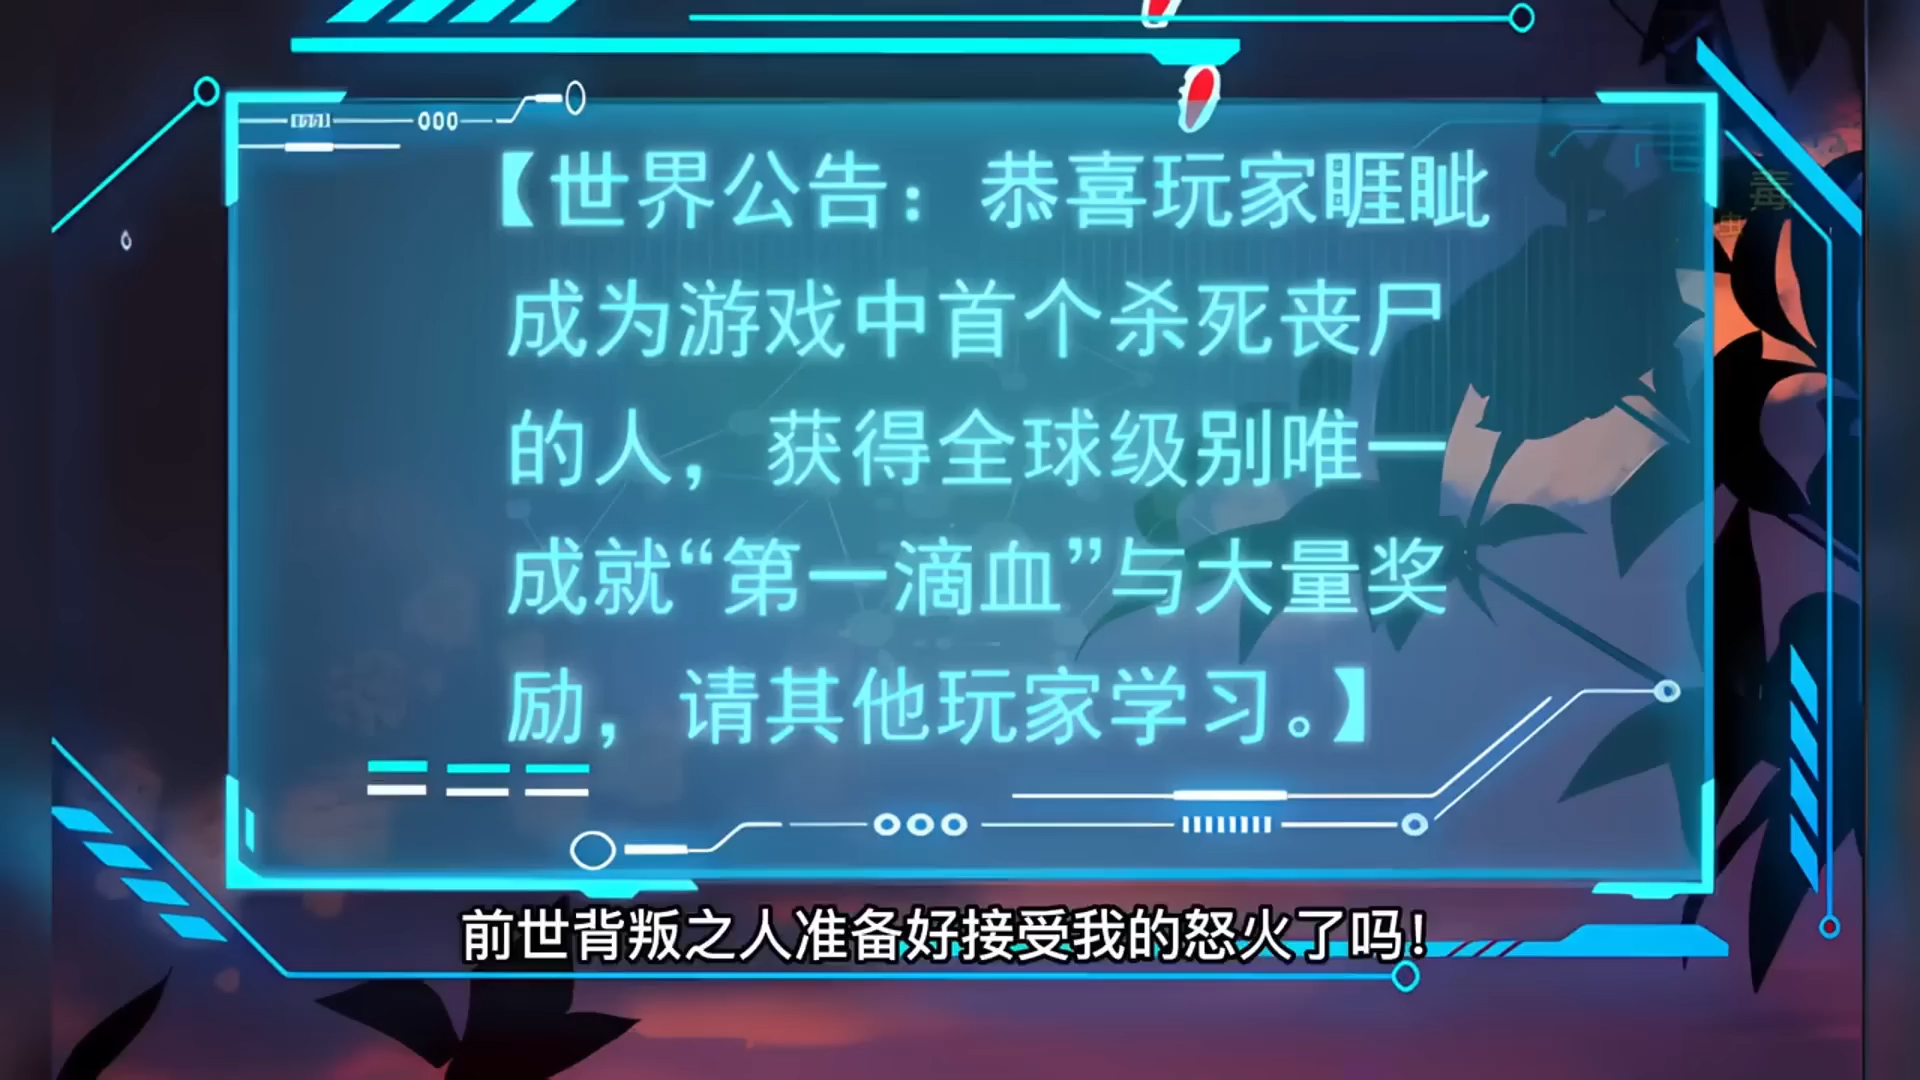 【世界公告：恭喜玩家睚眦
成为游戏中首个杀死丧尸
的人，获得全球级别唯一
成就“第一滴血”与大量奖
励，请其他玩家学习。】
毒
前世背叛之人准备好接受我的怒火了吗！